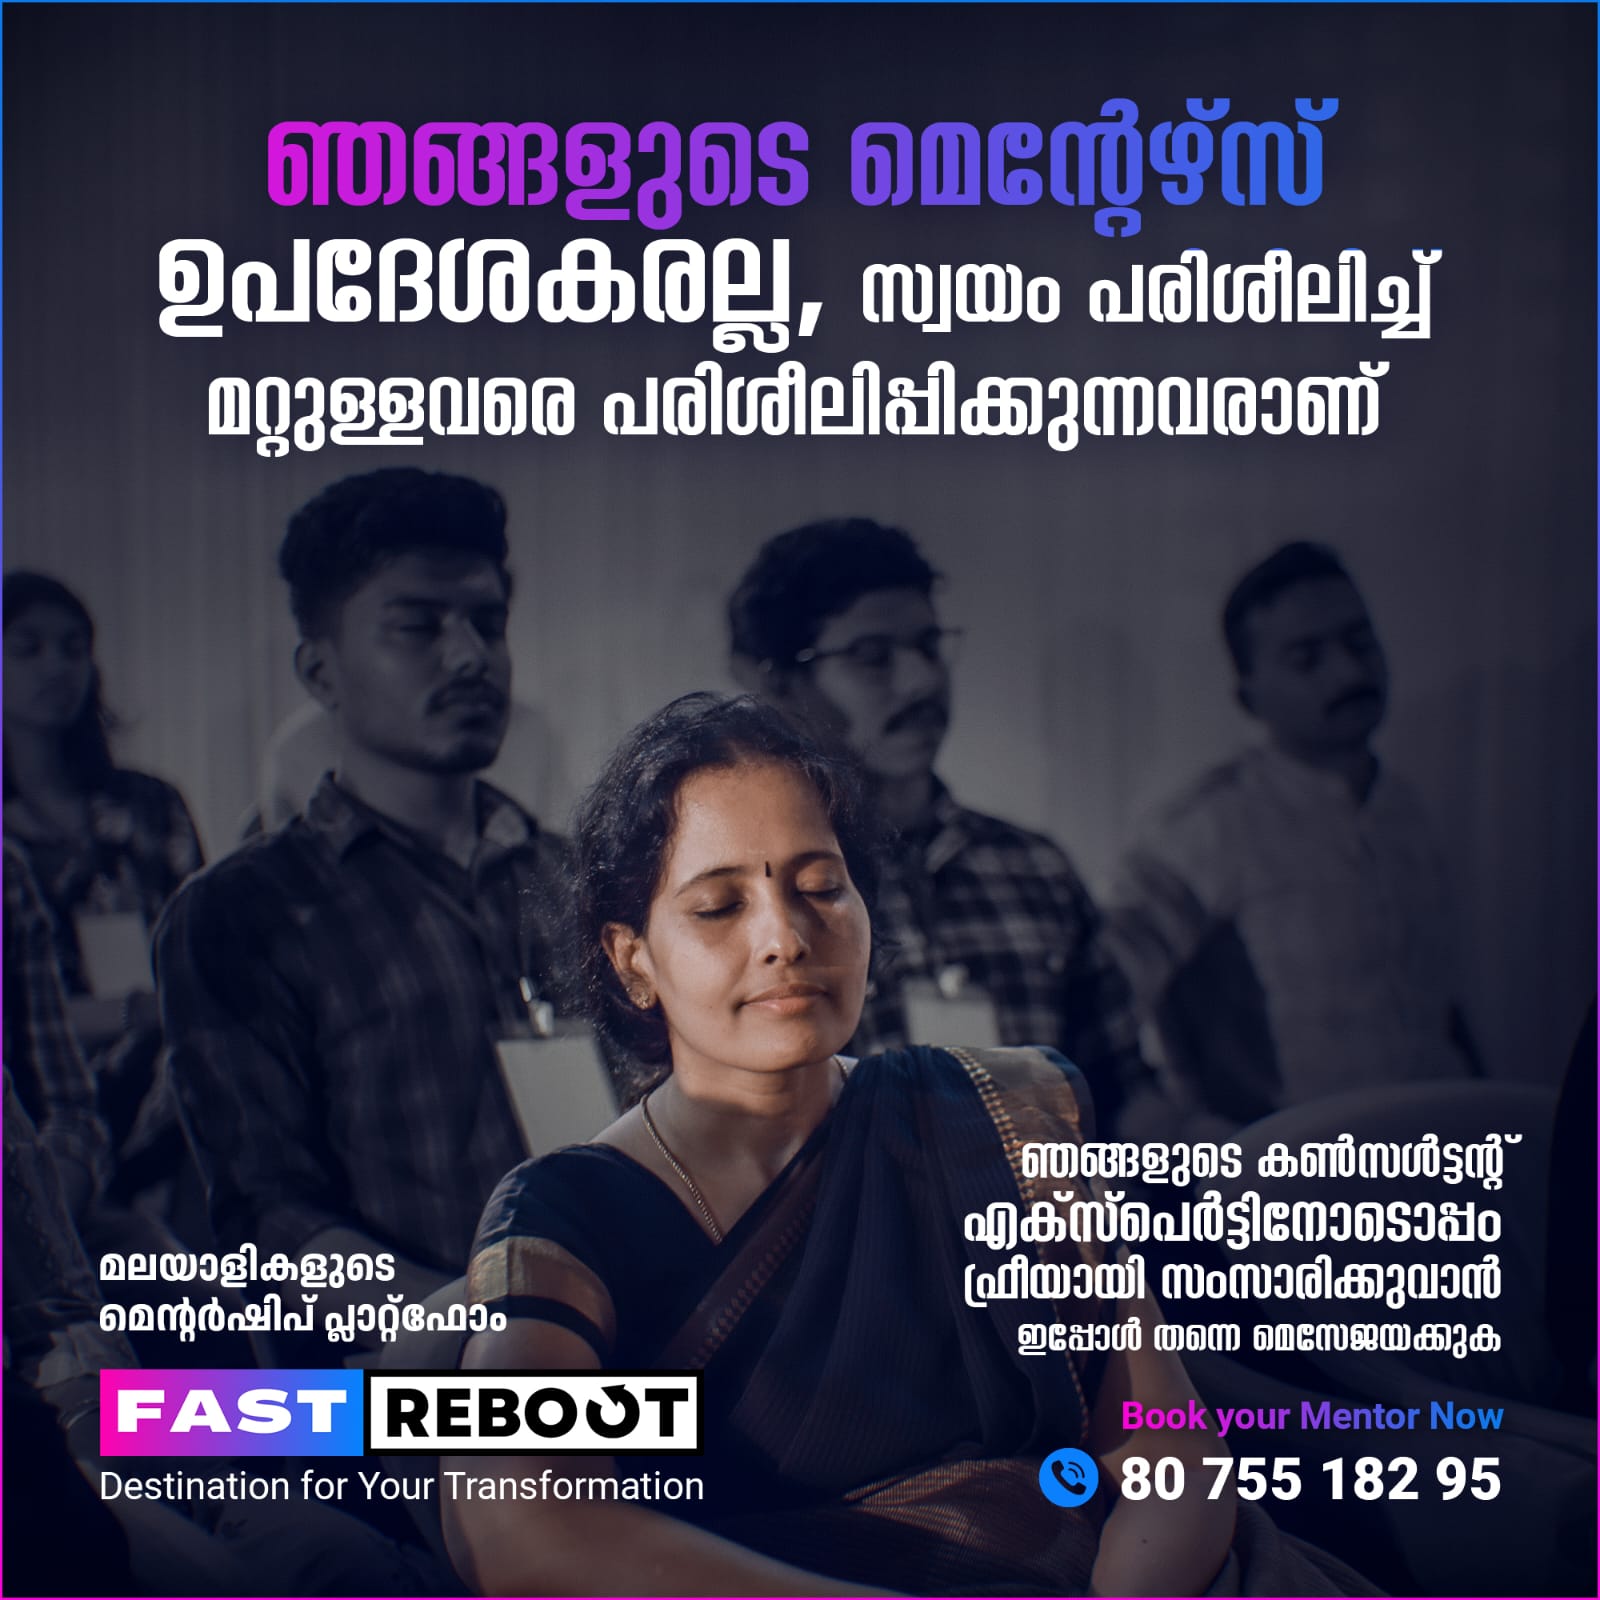 ഞങ്ങളുടെ മെന്റേഴ്സ്
ഉപദേശകരല്ല, സ്വയം പരിശീലിച്ച്
മറ്റുള്ളവരെ പരിശീലിപ്പിക്കുന്നവരാണ്
മലയാളികളുടെ
മെന്റർഷിപ് പ്ലാറ്റ്ഫോം
FAST REBOOT
Destination for Your Transformation
ഞങ്ങളുടെ കൺസൾട്ടന്റ്
എക്സ്പെർട്ടിനോടൊപ്പം
ഫ്രീയായി സംസാരിക്കുവാൻ
ഇപ്പോൾ തന്നെ മെസേജയക്കുക
Book your Mentor Now
80 755 182 95